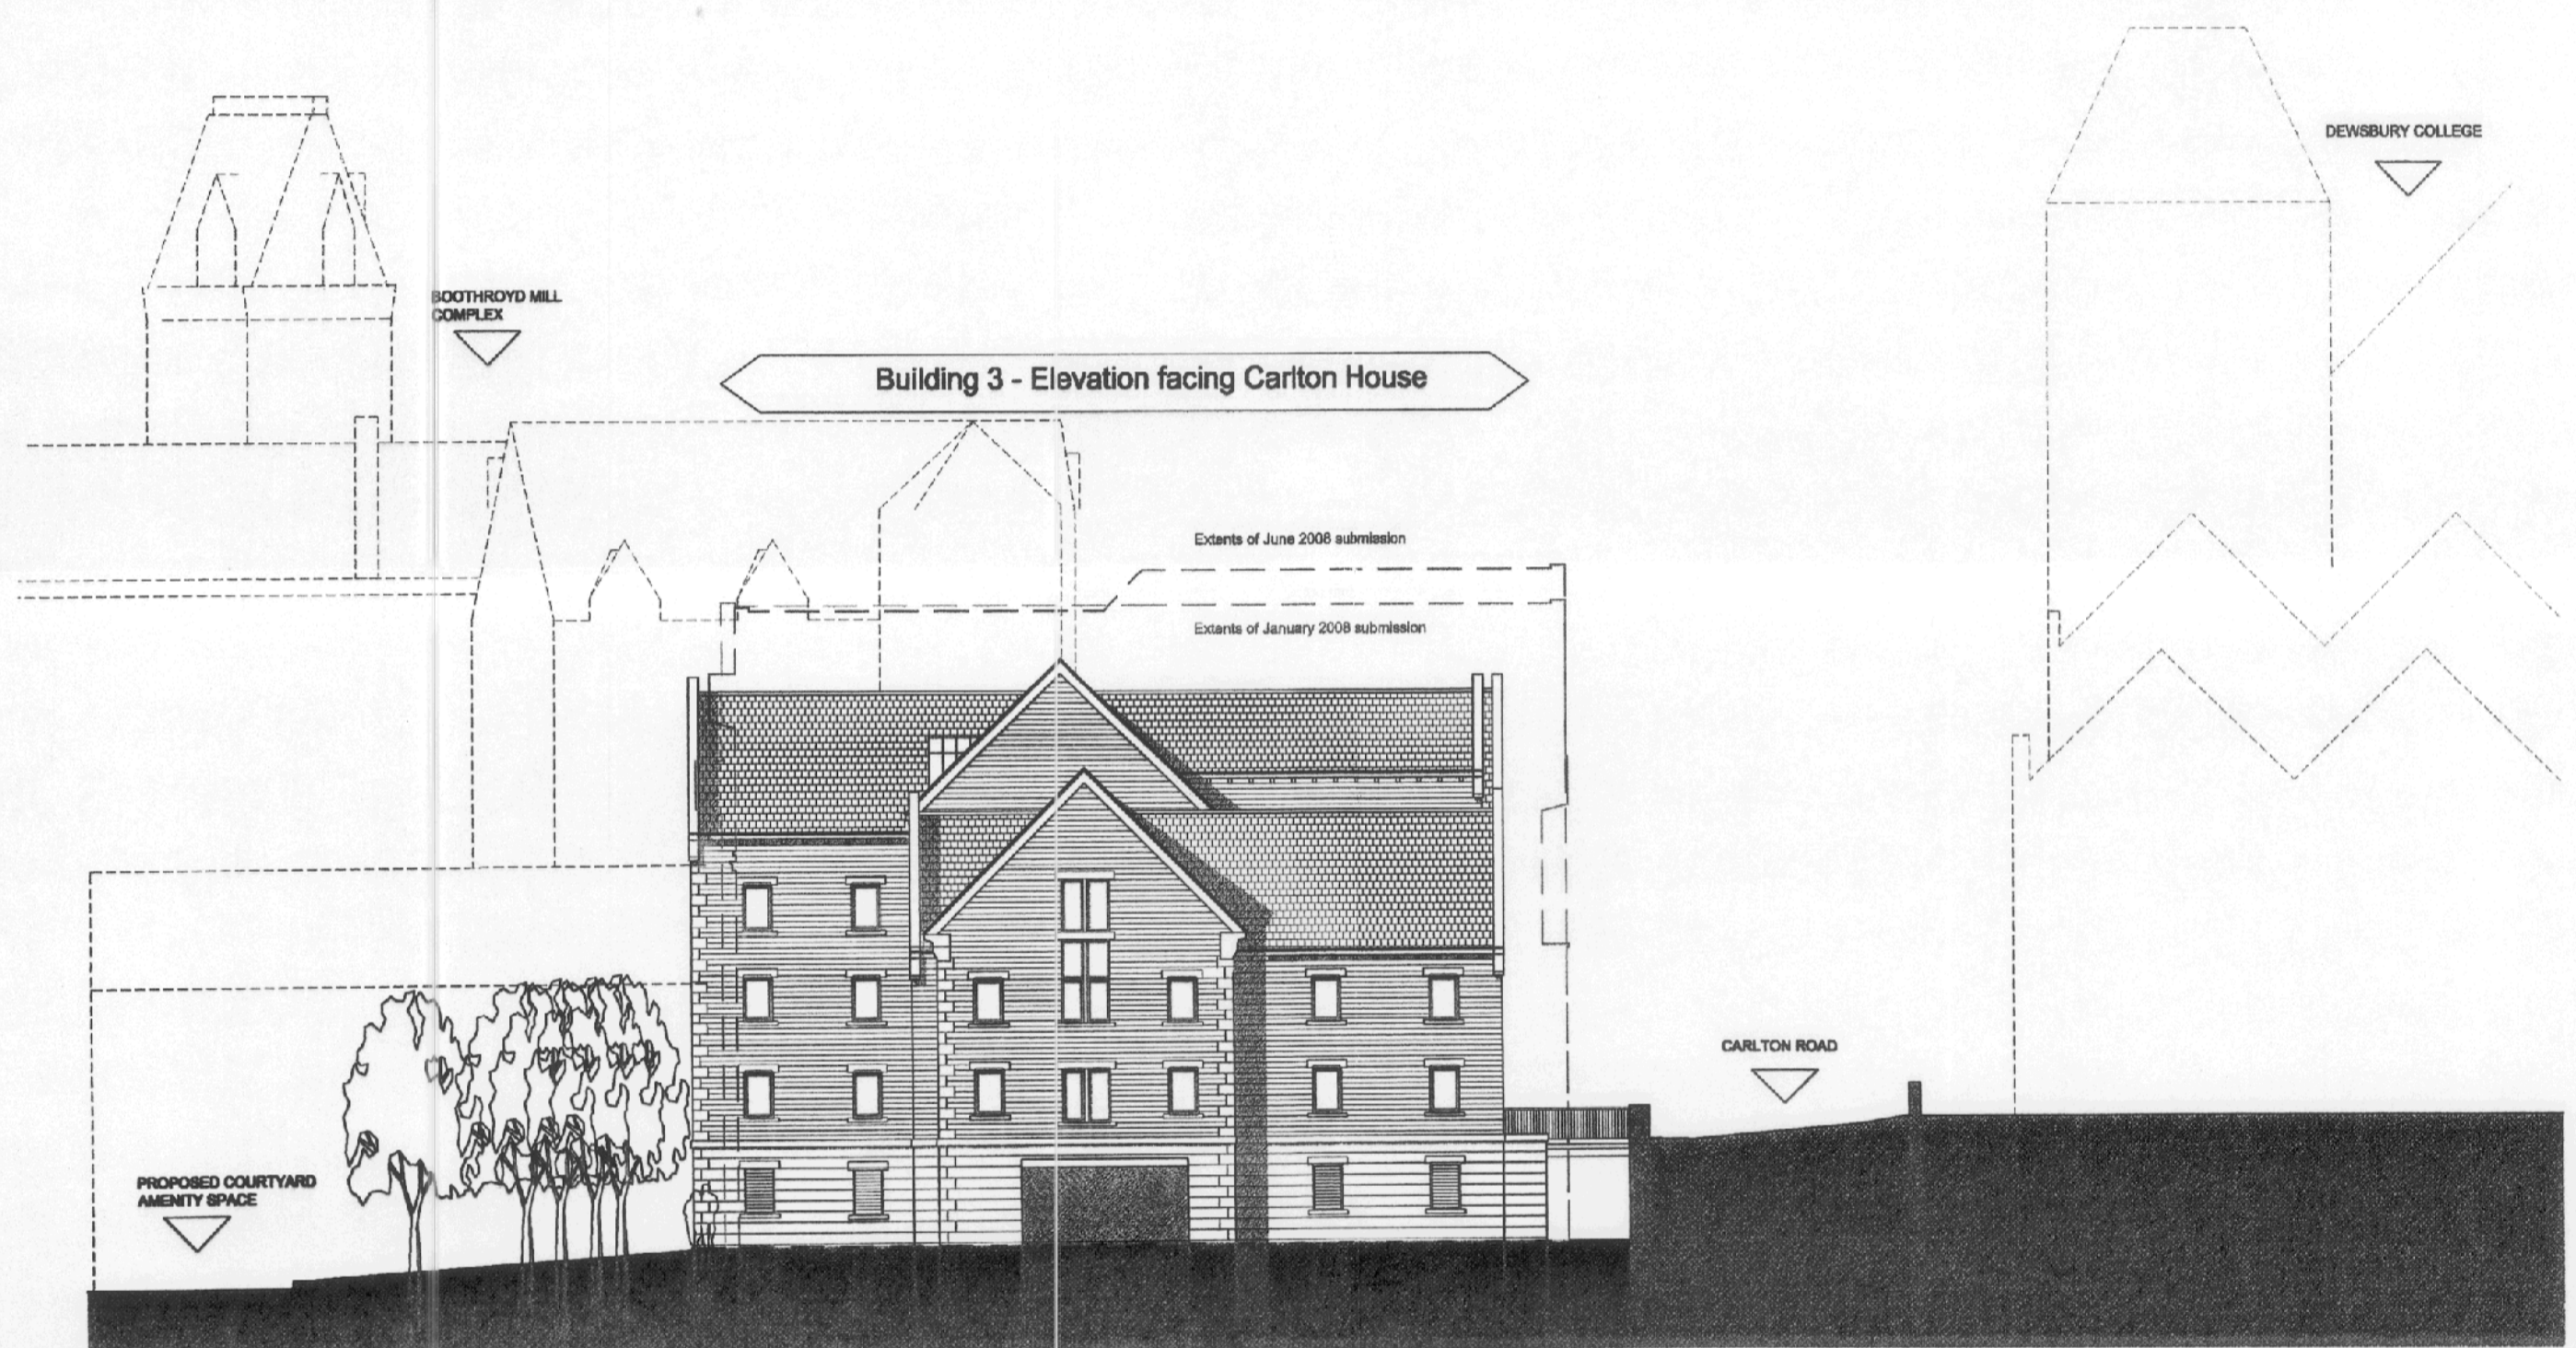 DEWSBURY COLLEGE
BOOTHROYD MILL
COMPLEX
Building 3 - Elevation facing Carlton House
Extents of June 2008 submission
Extents of January 2008 submission
CARLTON ROAD
PROPOSED COURTYARD
AMENITY SPACE